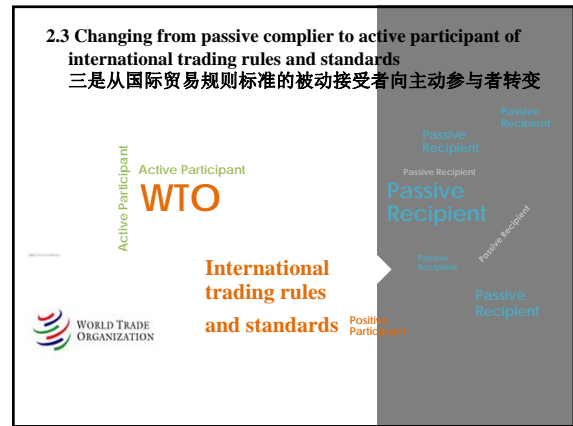 2.3 Changing from passive complier to active participant of
international trading rules and standards
三是从国际贸易规则标准的被动接受者向主动参与者转变
Passive
Recipient
Passive
Recipient
Active Participant
Active Participant
WTO
Passive Recipient
Passive
Recipient
Passive Recipient
Passive
Recipient
International
trading rules
and standards
Positive
Participant
Passive
Recipient
WORLD TRADE
ORGANIZATION